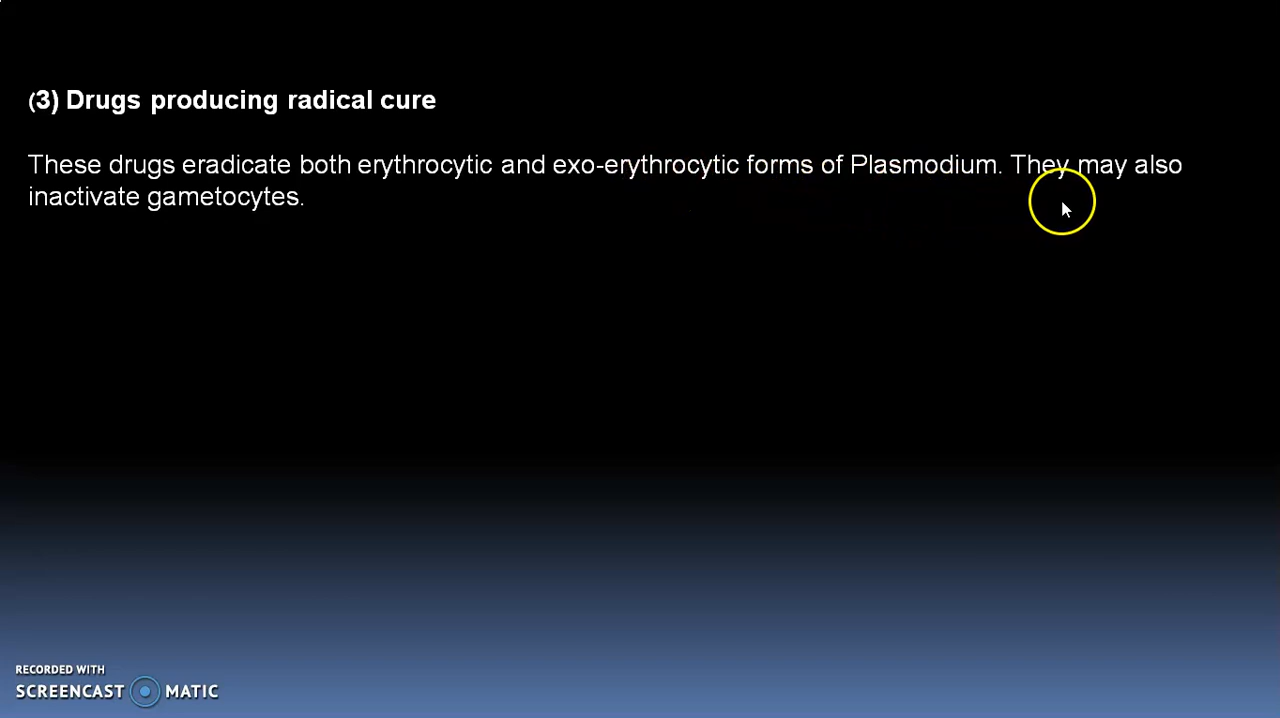 (3) Drugs producing radical cure
These drugs eradicate both erythrocytic and exo-erythrocytic forms of Plasmodium. They may also
inactivate gametocytes.
RECORDED WITH
SCREENCAST MATIC